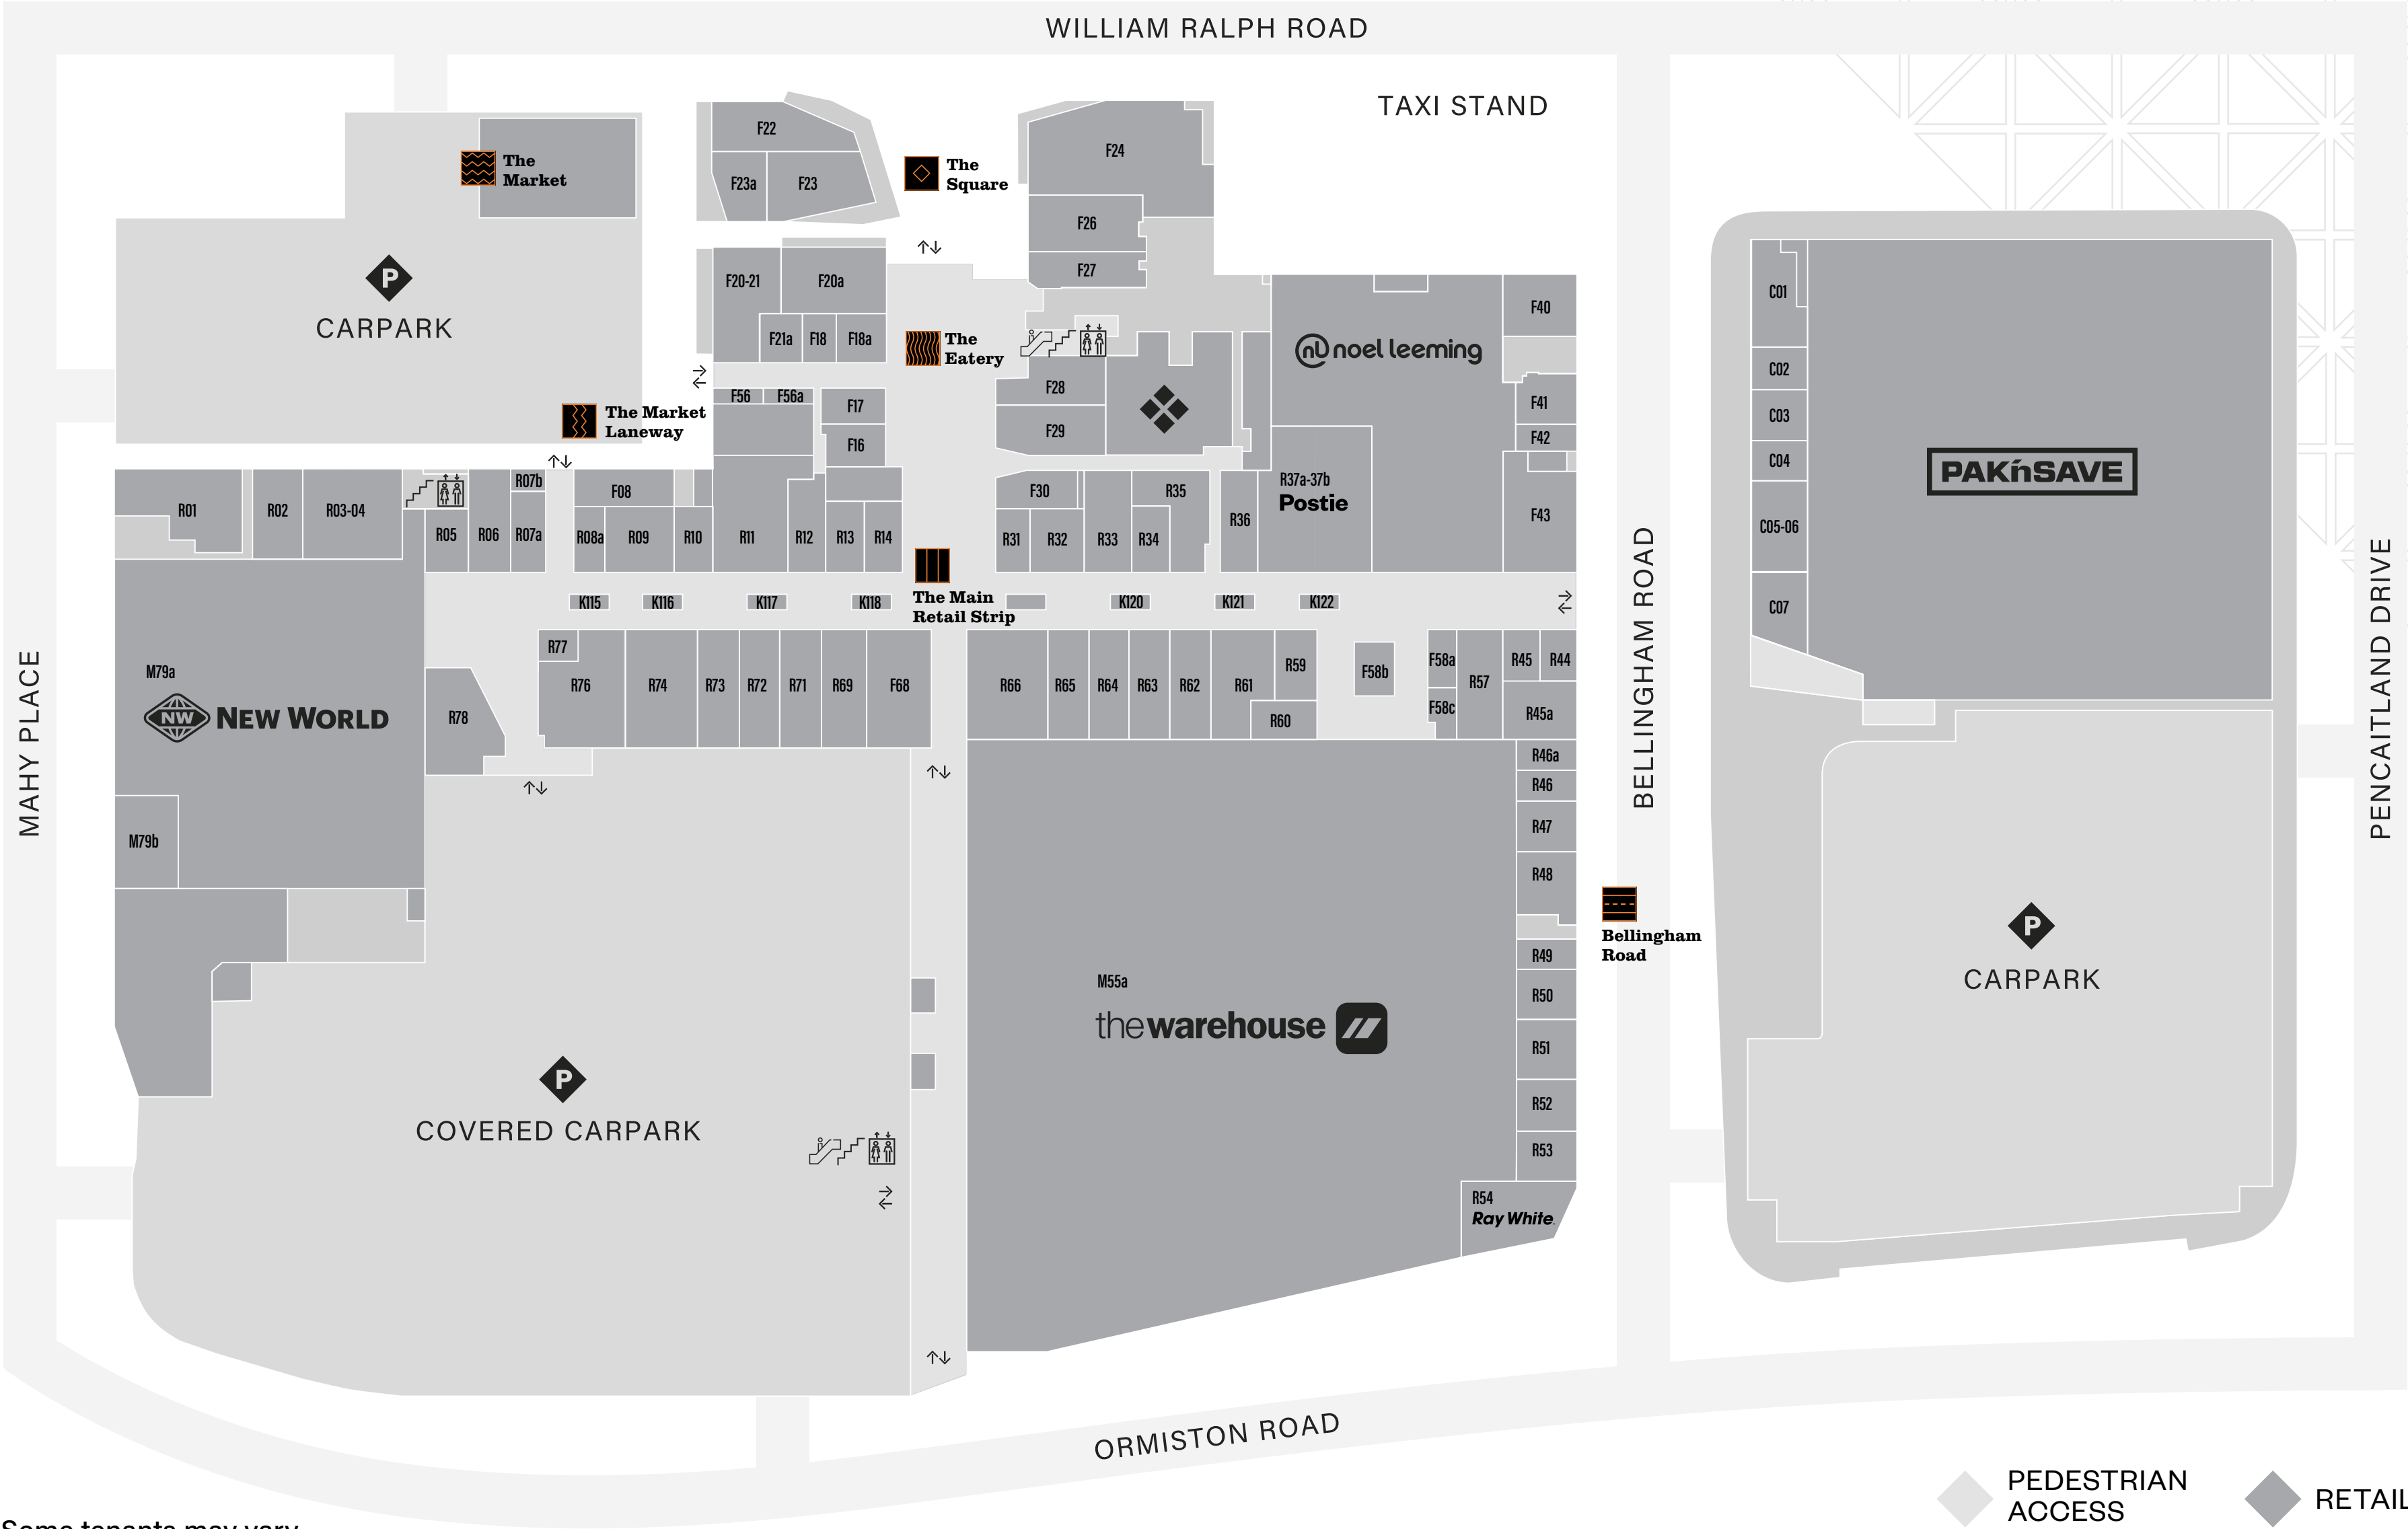 WILLIAM RALPH ROAD
TAXI STAND
The
Market
CARPARK
The Market
Laneway
F22
F23a
F23
The
Square
F24
F26
F27
F20-21
F20a
F21a
F18
F18a
The
Eatery
F28
F29
noel leeming
F40
F41
F42
F43
F56
F56a
F17
F16
R01
R02
R03-04
R05
R06
R07b
R07a
F08
R08a
R09
R10
R11
R12
R13
R14
F30
R31
R32
R33
R34
R35
R36
R37a-37b
Postie
K115
K116
K117
K118
The Main
Retail Strip
K120
K121
K122
M79a
NW
NEW WORLD
M79b
R78
R77
R76
R74
R73
R72
R71
R69
F68
R66
R65
R64
R63
R62
R61
R59
R60
F58b
F58a
F58c
R57
R45
R44
R45a
R46a
R46
R47
R48
R49
R50
R51
R52
R53
R54
Ray White
M55a
thewarehouse
P
P
COVERED CARPARK
MAHY PLACE
BELLINGHAM ROAD
Bellingham
Road
C01
C02
C03
C04
C05-06
C07
PAKnSAVE
P
CARPARK
PENCAITLAND DRIVE
ORMISTON ROAD
PEDESTRIAN
ACCESS
RETAIL
Some tenants may vary